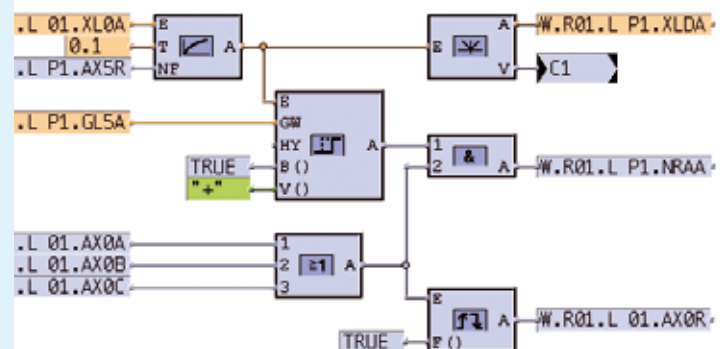 .L 01.XL0A
E
A
W.R01.L P1.XLDA
0.1
T
A
E
.L P1.AX5R
NF
V
C1
E
.L P1.GL5A
GW
HY
A
1
&
TRUE
B ()
2
A
W.R01.L P1.NRAA
"+"
V ()
.L 01.AX0A
1
.L 01.AX0B
2
≥1
A
.L 01.AX0C
3
E
A
W.R01.L 01.AX0R
TRUE
F ()